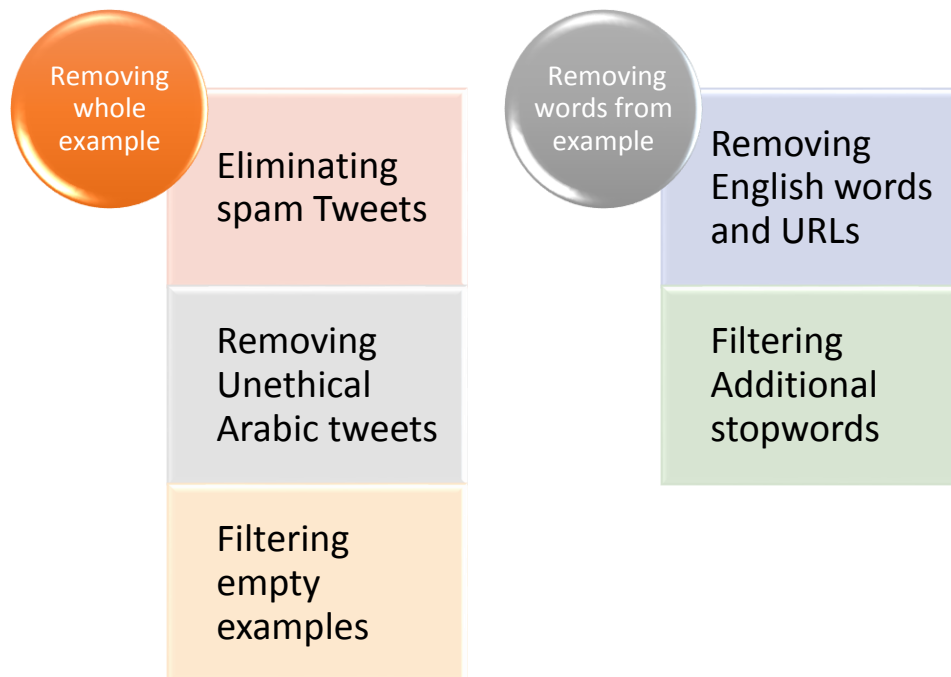 Removing
whole
example
Eliminating
spam Tweets
Removing
Unethical
Arabic tweets
Filtering
empty
examples
Removing
words from
example
Removing
English words
and URLs
Filtering
Additional
stopwords